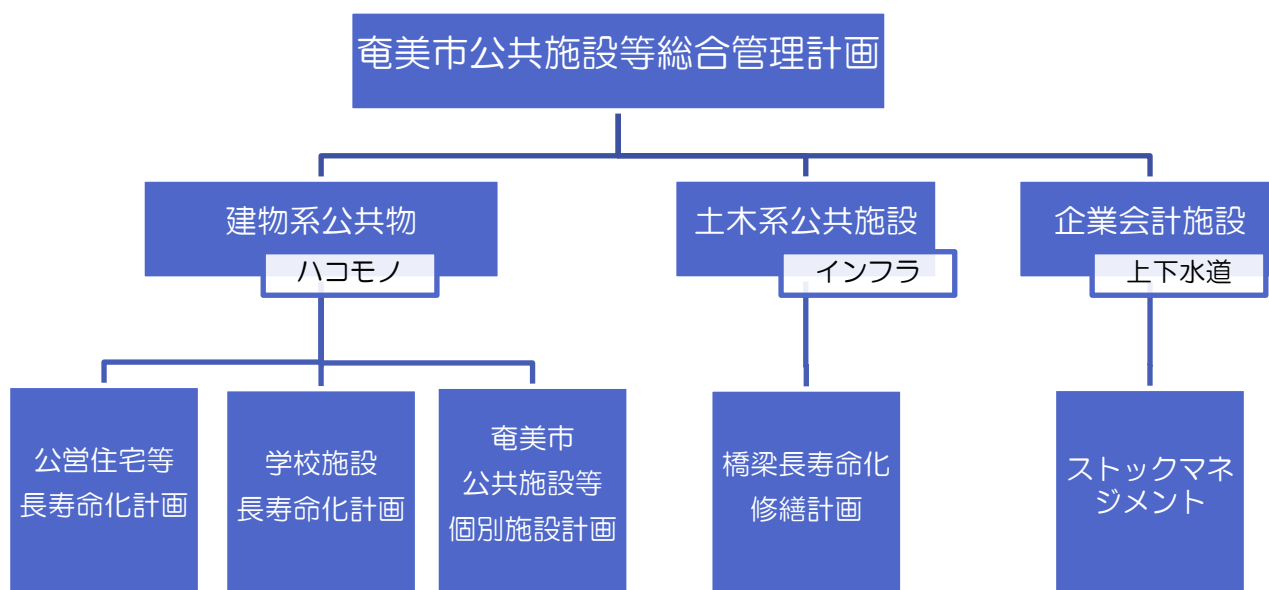 奄美市公共施設等総合管理計画
建物系公共物
ハコモノ
土木系公共施設
インフラ
企業会計施設
上下水道
公営住宅等
長寿命化計画
学校施設
長寿命化計画
奄美市
公共施設等
個別施設計画
橋梁長寿命化
修繕計画
ストックマネ
ジメント